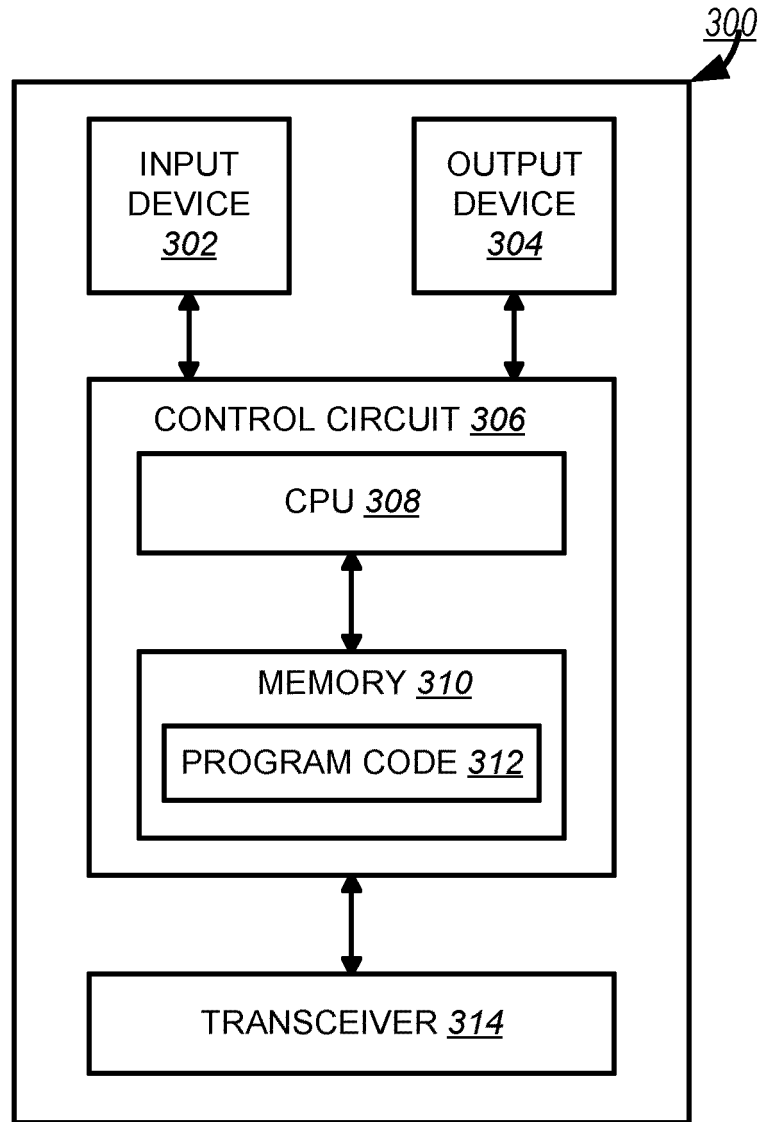 300
INPUT
DEVICE
302
OUTPUT
DEVICE
304
CONTROL CIRCUIT 306
CPU 308
MEMORY 310
PROGRAM CODE 312
TRANSCEIVER 314